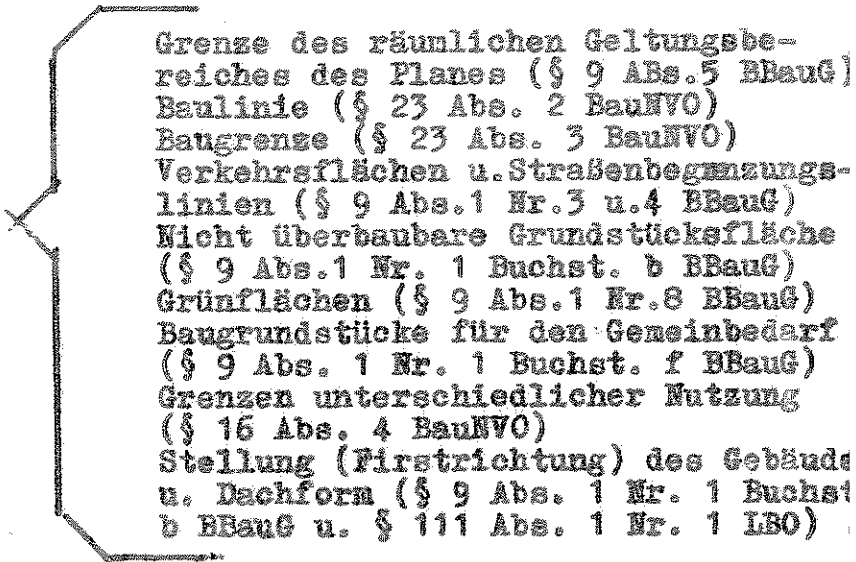 Grenze des räumlichen Geltungsbe-
reiches des Planes (§ 9 ABs.5 BBauG)
Baulinie (§ 23 Abs. 2 BauNVO)
Baugrenze (§ 23 Abs. 3 BauNVO)
Verkehrsflächen u.Straßenbegrenzungs-
linien (§ 9 Abs.1 Nr.3 u.4 BBauG)
Nicht überbaubare Grundstücksfläche
(§ 9 Abs.1 Nr. 1 Buchst. b BBauG)
Grünflächen (§ 9 Abs.1 Nr.8 BBauG)
Baugrundstücke für den Gemeinbedarf
(§ 9 Abs. 1 Nr. 1 Buchst. f BBauG)
Grenzen unterschiedlicher Nutzung
(§ 16 Abs. 4 BauNVO)
Stellung (Firstrichtung) des Gebäude
u. Dachform (§ 9 Abs. 1 Nr. 1 Buchst
b BBauG u. § 111 Abs. 1 Nr. 1 LBO)